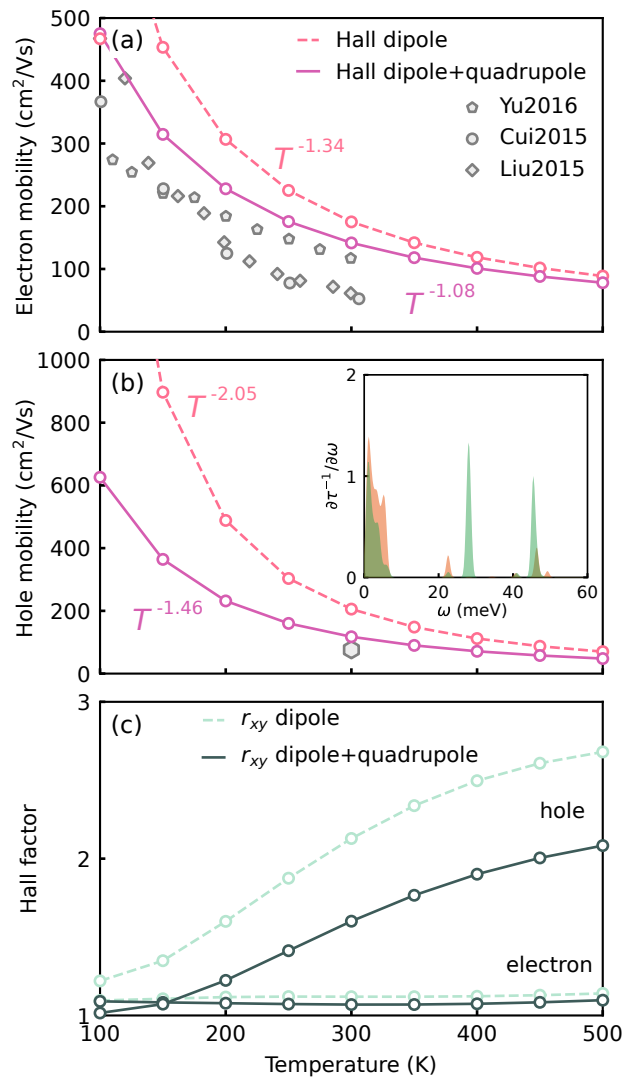 500
400
300
200
100
0
Electron mobility (cm²/Vs)
(a)
Hall dipole
Hall dipole+quadrupole
Yu2016
Cui2015
Liu2015
T^-1.34
T^-1.08
1000
800
600
400
200
0
Hole mobility (cm²/Vs)
(b)
T^-2.05
T^-1.46
2
1
0
∂τ⁻¹/∂ω
0
60
ω (meV)
3
2
1
Hall factor
(c)
r_xy dipole
r_xy dipole+quadrupole
hole
electron
100
200
300
400
500
Temperature (K)